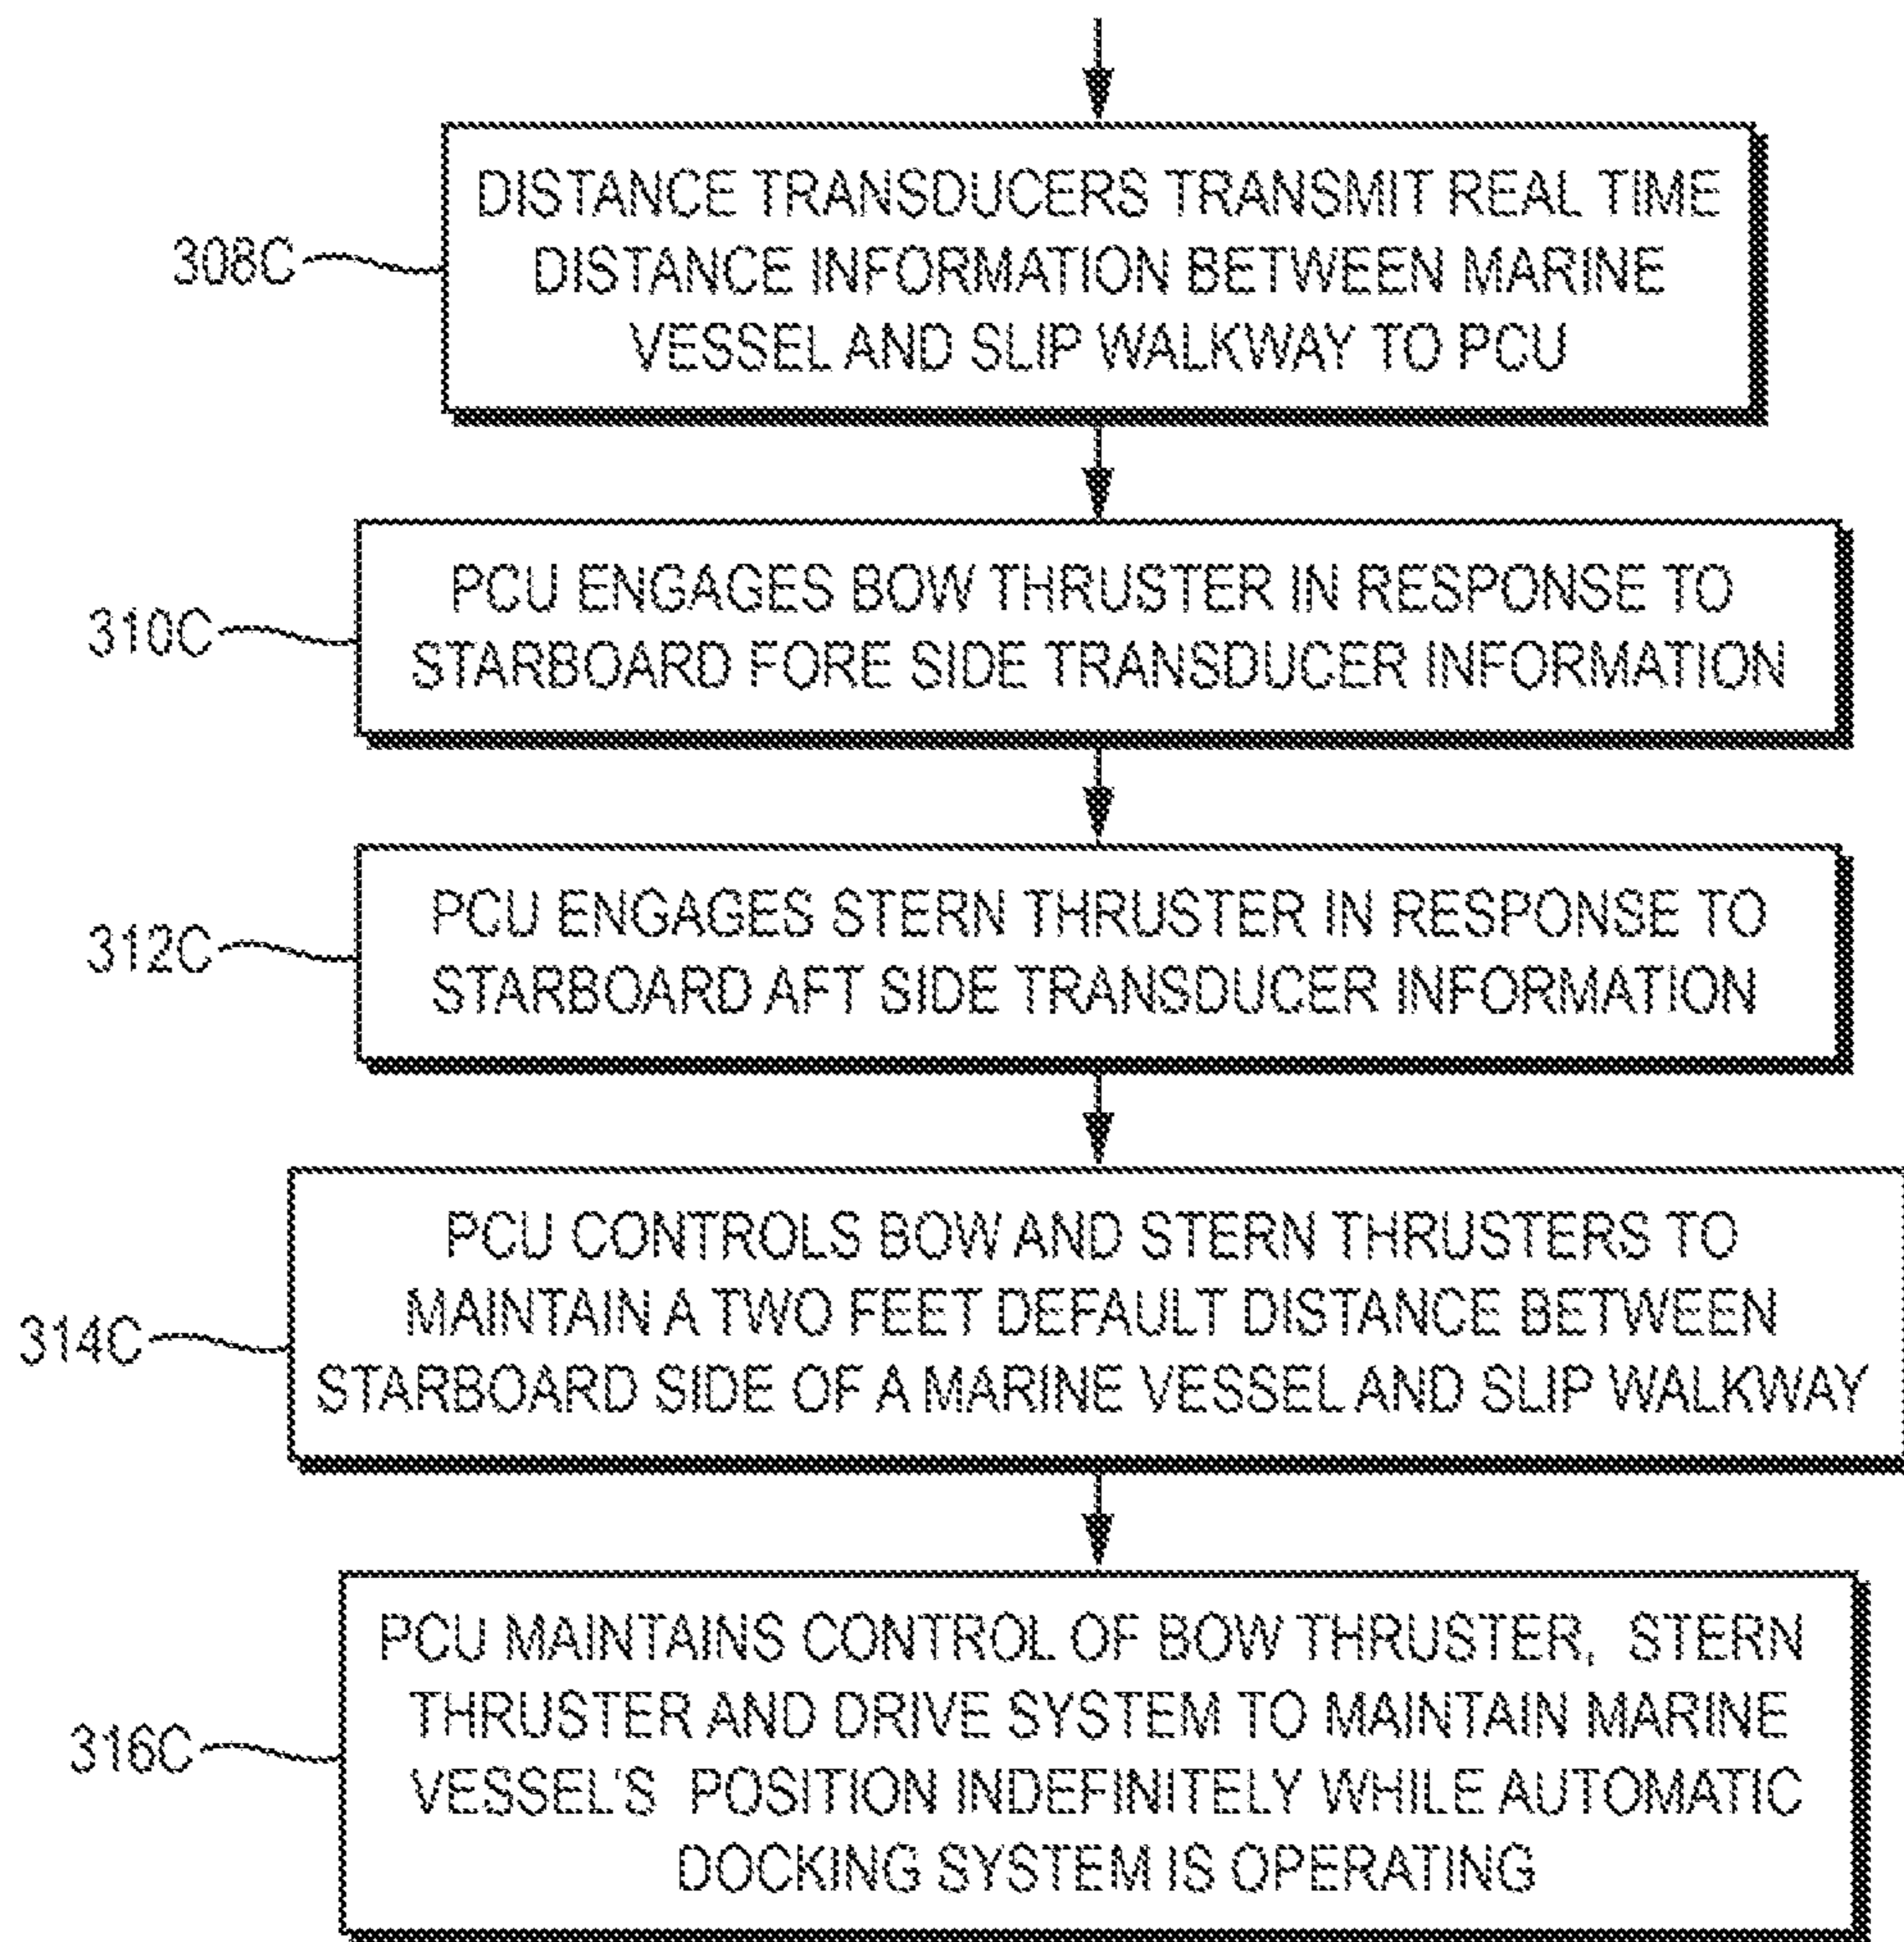 DISTANCE TRANSDUCERS TRANSMIT REAL TIME
DISTANCE INFORMATION BETWEEN MARINE
VESSEL AND SLIP WALKWAY TO PCU
308C
PCU ENGAGES BOW THRUSTER IN RESPONSE TO
STARBOARD FORE SIDE TRANSDUCER INFORMATION
310C
PCU ENGAGES STERN THRUSTER IN RESPONSE TO
STARBOARD AFT SIDE TRANSDUCER INFORMATION
312C
PCU CONTROLS BOW AND STERN THRUSTERS TO
MAINTAIN A TWO FEET DEFAULT DISTANCE BETWEEN
STARBOARD SIDE OF A MARINE VESSEL AND SLIP WALKWAY
314C
PCU MAINTAINS CONTROL OF BOW THRUSTER, STERN
THRUSTER AND DRIVE SYSTEM TO MAINTAIN MARINE
VESSEL'S POSITION INDEFINITELY WHILE AUTOMATIC
DOCKING SYSTEM IS OPERATING
316C